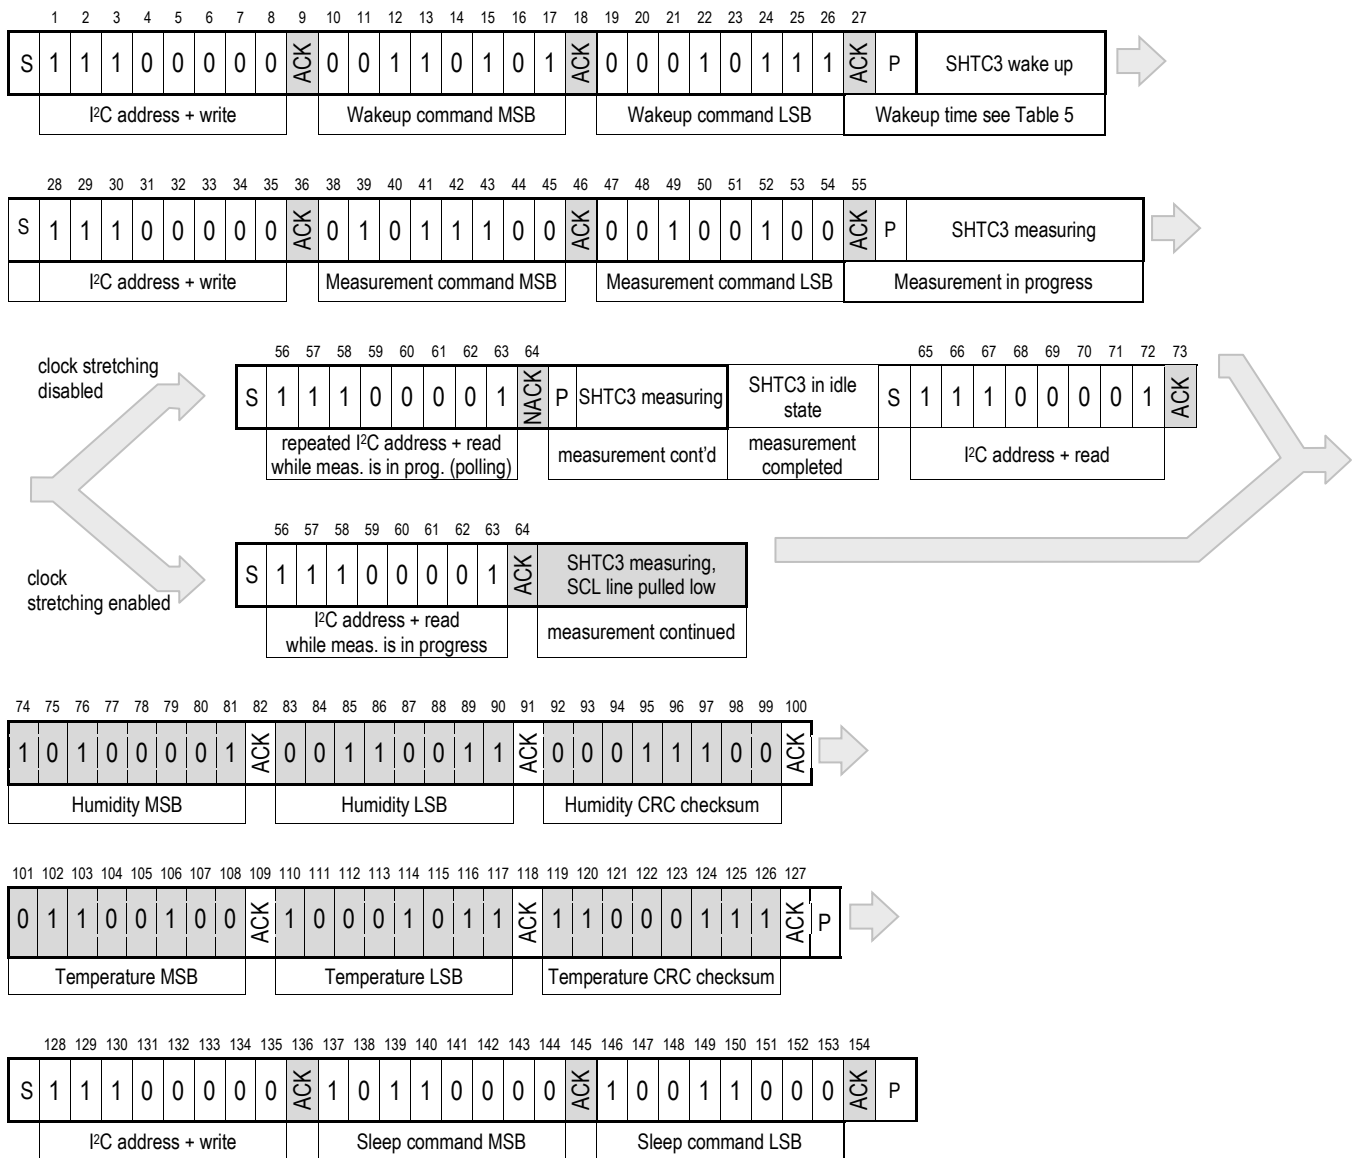 1 2 3 4 5 6 7 8 9 10 11 12 13 14 15 16 17 18 19 20 21 22 23 24 25 26 27
S 1 1 1 0 0 0 0 0 ACK 0 0 1 1 0 1 0 1 ACK 0 0 0 1 0 1 1 1 ACK P SHTC3 wake up
I²C address + write Wakeup command MSB Wakeup command LSB Wakeup time see Table 5
28 29 30 31 32 33 34 35 36 38 39 40 41 42 43 44 45 46 47 48 49 50 51 52 53 54 55
S 1 1 1 0 0 0 0 0 ACK 0 1 0 1 1 1 0 0 ACK 0 0 1 0 0 1 0 0 ACK P SHTC3 measuring
I²C address + write Measurement command MSB Measurement command LSB Measurement in progress
clock stretching
disabled
56 57 58 59 60 61 62 63 64 65 66 67 68 69 70 71 72 73
S 1 1 1 0 0 0 0 1 NACK P SHTC3 measuring
SHTC3 in idle
state
S 1 1 1 0 0 0 0 1 ACK
repeated I²C address + read
while meas. is in prog. (polling)
measurement cont'd
measurement
completed
I²C address + read
clock
stretching enabled
56 57 58 59 60 61 62 63 64
S 1 1 1 0 0 0 0 1 ACK
SHTC3 measuring,
SCL line pulled low
I²C address + read
while meas. is in progress
measurement continued
74 75 76 77 78 79 80 81 82 83 84 85 86 87 88 89 90 91 92 93 94 95 96 97 98 99 100
1 0 1 0 0 0 0 1 ACK 0 0 1 1 0 0 1 1 ACK 0 0 0 1 1 1 0 0 ACK
Humidity MSB Humidity LSB Humidity CRC checksum
101 102 103 104 105 106 107 108 109 110 111 112 113 114 115 116 117 118 119 120 121 122 123 124 125 126 127
0 1 1 0 0 1 0 0 ACK 1 0 0 0 1 0 1 1 ACK 1 1 0 0 0 1 1 1 ACK P
Temperature MSB Temperature LSB Temperature CRC checksum
128 129 130 131 132 133 134 135 136 137 138 139 140 141 142 143 144 145 146 147 148 149 150 151 152 153 154
S 1 1 1 0 0 0 0 0 ACK 1 0 1 1 0 0 0 0 ACK 1 0 0 1 1 0 0 0 ACK P
I²C address + write Sleep command MSB Sleep command LSB